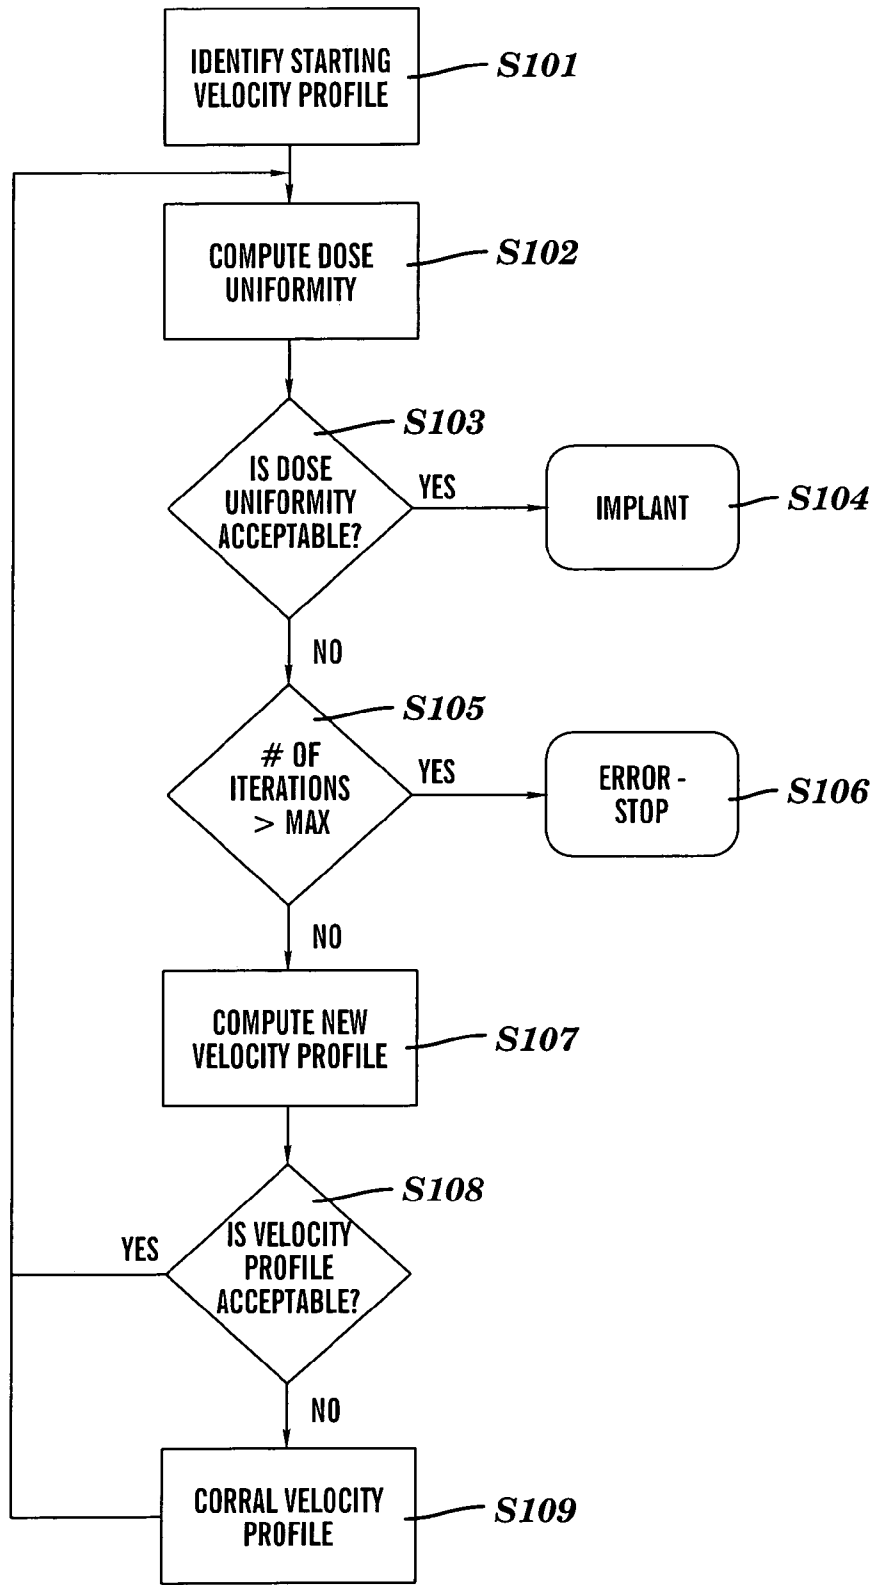 IDENTIFY STARTING
VELOCITY PROFILE
S101
COMPUTE DOSE
UNIFORMITY
S102
S103
IS DOSE
UNIFORMITY
ACCEPTABLE?
YES
IMPLANT
S104
NO
S105
# OF
ITERATIONS
> MAX
YES
ERROR -
STOP
S106
NO
COMPUTE NEW
VELOCITY PROFILE
S107
S108
IS VELOCITY
PROFILE
ACCEPTABLE?
YES
NO
CORRAL VELOCITY
PROFILE
S109